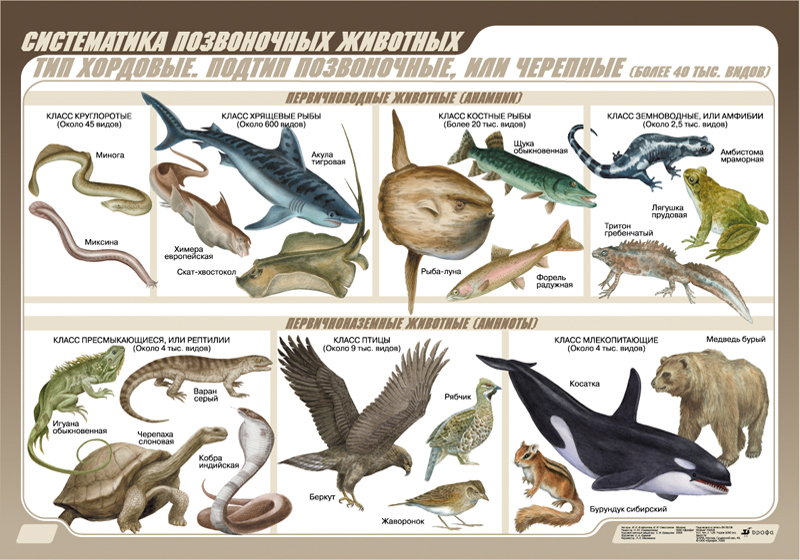 СИСТЕМАТИКА ПОЗВОНОЧНЫХ ЖИВОТНЫХ
ТИП ХОРДОВЫЕ. ПОДТИП ПОЗВОНОЧНЫЕ, ИЛИ ЧЕРЕПНЫЕ (БОЛЕЕ 40 ТЫС. ВИДОВ)
ПЕРВИЧНОВОДНЫЕ ЖИВОТНЫЕ (АНАМНИИ)
КЛАСС КРУГЛОРОТЫЕ
(Около 45 видов)
Минога
Миксина
КЛАСС ХРЯЩЕВЫЕ РЫБЫ
(Около 600 видов)
Акула
тигровая
Химера
европейская
Скат-хвостокол
КЛАСС КОСТНЫЕ РЫБЫ
(Более 20 тыс. видов)
Щука
обыкновенная
Рыба-луна
Форель
радужная
КЛАСС ЗЕМНОВОДНЫЕ, ИЛИ АМФИБИИ
(Около 2,5 тыс. видов)
Амбистома
мраморная
Лягушка
прудовая
Тритон
гребенчатый
ПЕРВИЧНОНАЗЕМНЫЕ ЖИВОТНЫЕ (АМНИОТЫ)
КЛАСС ПРЕСМЫКАЮЩИЕСЯ, ИЛИ РЕПТИЛИИ
(Около 4 тыс. видов)
Варан
серый
Игуана
обыкновенная
Черепаха
слоновая
Кобра
индийская
КЛАСС ПТИЦЫ
(Около 9 тыс. видов)
Рябчик
Беркут
Жаворонок
КЛАСС МЛЕКОПИТАЮЩИЕ
(Около 4 тыс. видов)
Медведь бурый
Косатка
Бурундук сибирский
Дрофа